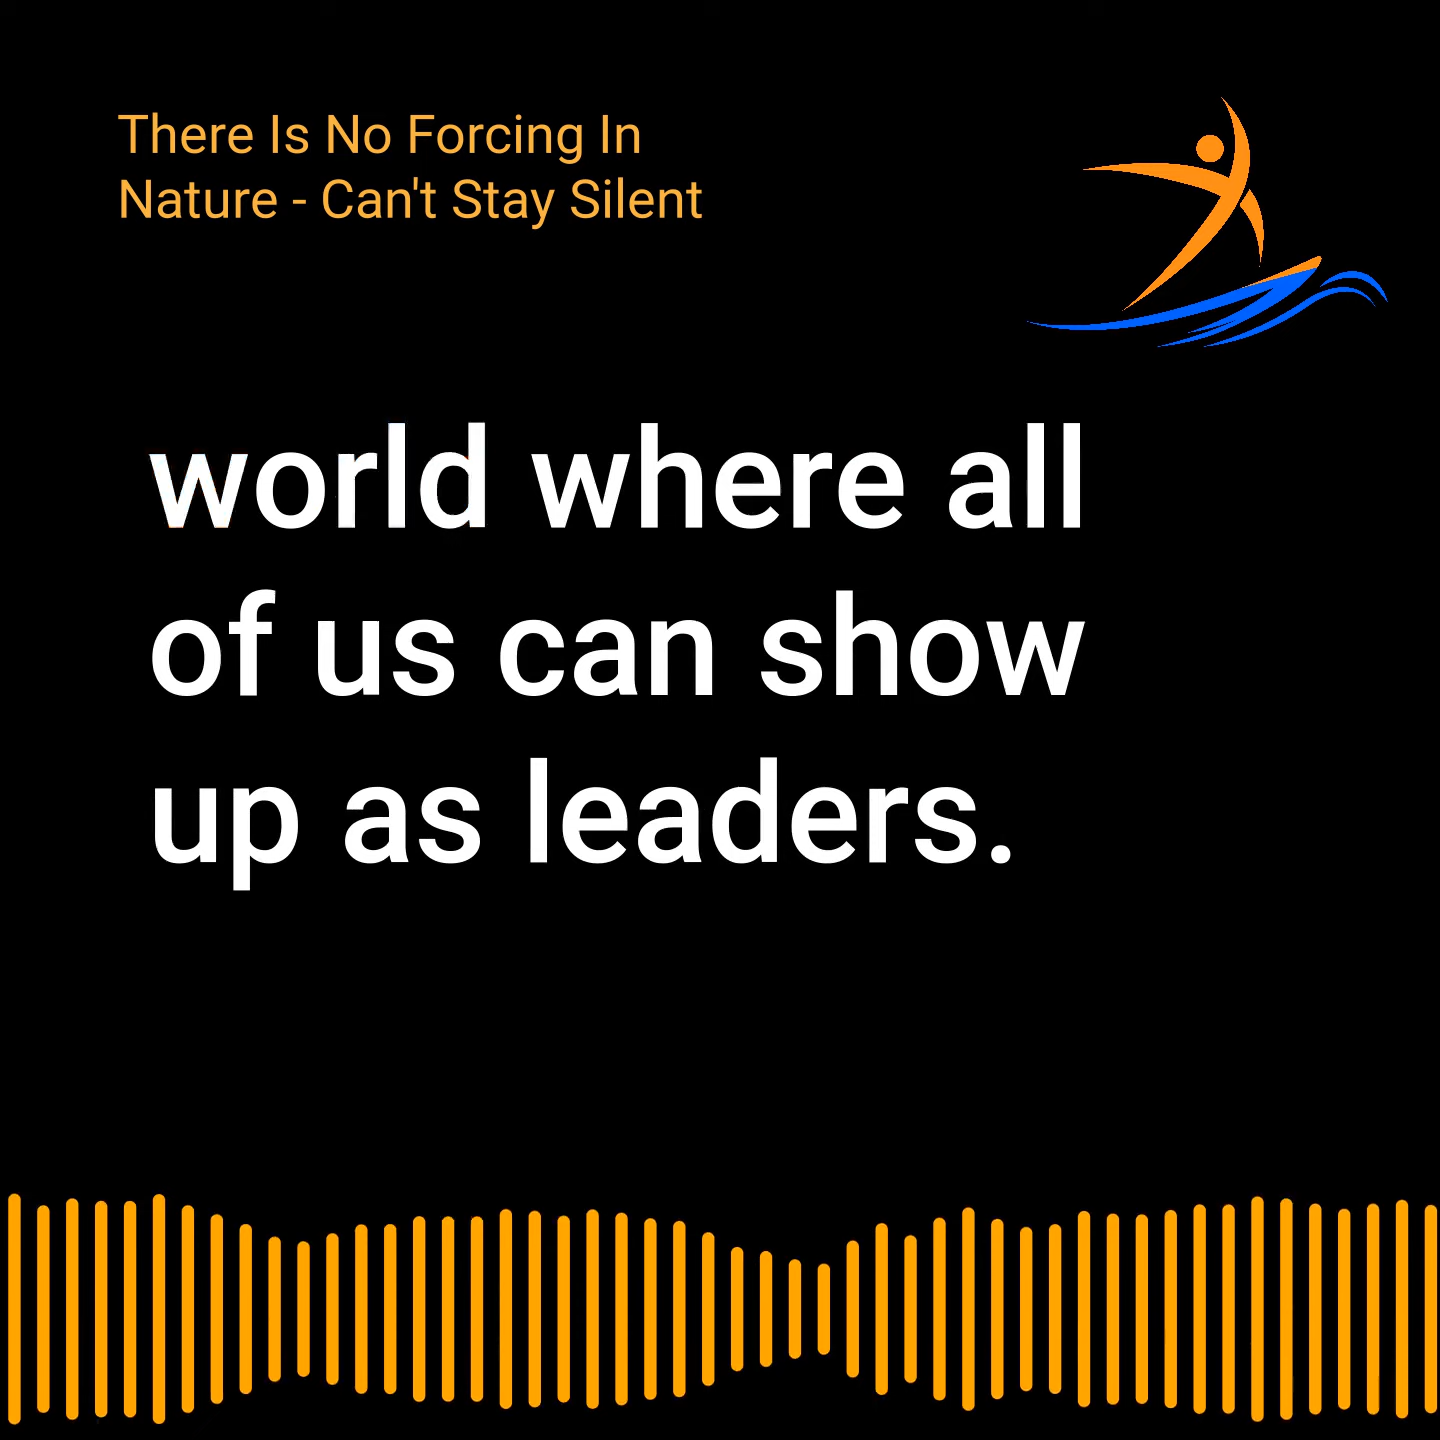 There Is No Forcing In
Nature - Can't Stay Silent
world where all
of us can show
up as leaders.